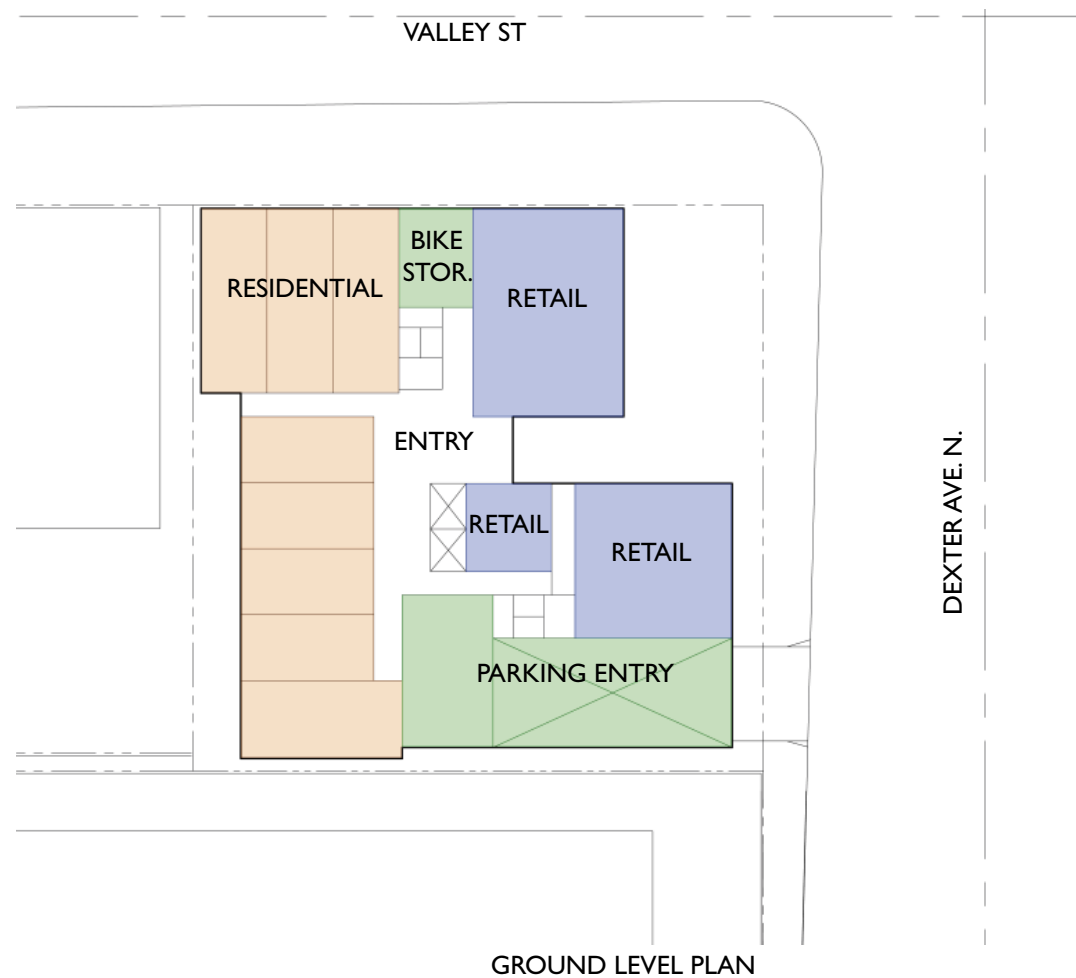 VALLEY ST
BIKE
STOR.
RESIDENTIAL
RETAIL
ENTRY
RETAIL
RETAIL
DEXTER AVE. N.
PARKING ENTRY
GROUND LEVEL PLAN